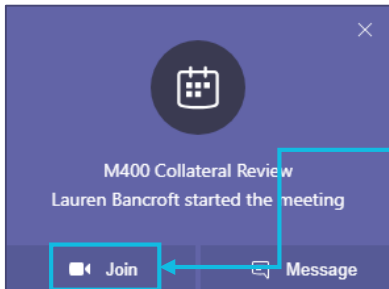 M400 Collateral Review
Lauren Bancroft started the meeting
Join
Message